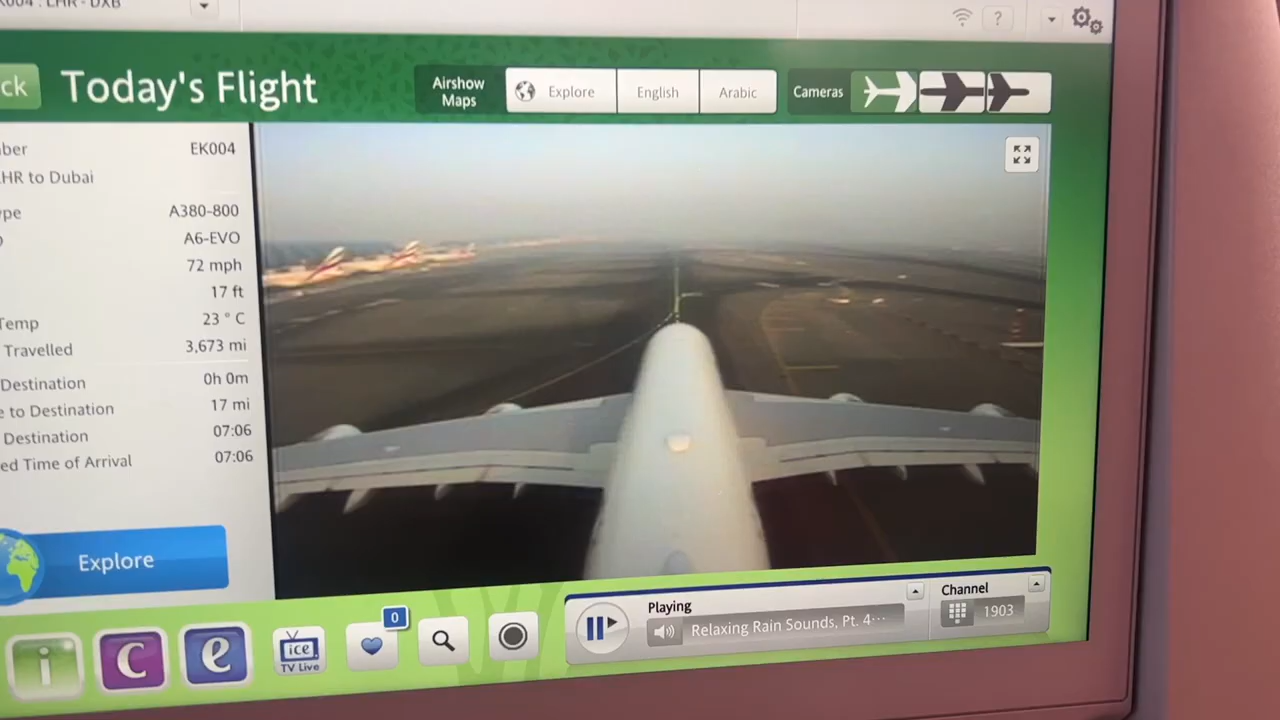 K004 : LHR - DXB
?
ck
Today's Flight
Airshow
Maps
Explore
English
Arabic
Cameras
ber
EK004
HR to Dubai
ype
A380-800
A6-EVO
72 mph
17 ft
Temp
23 ° C
Travelled
3,673 mi
Destination
0h 0m
e to Destination
17 mi
Destination
07:06
ed Time of Arrival
07:06
Explore
i
C
e
ice
TV Live
0
Playing
Relaxing Rain Sounds, Pt. 4···
Channel
1903